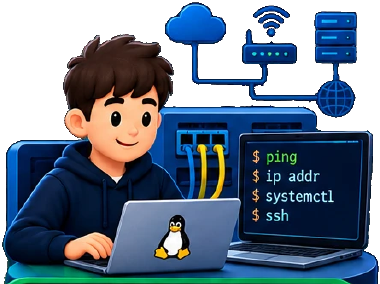 $ ping
$ ip addr
$ systemctl
$ ssh